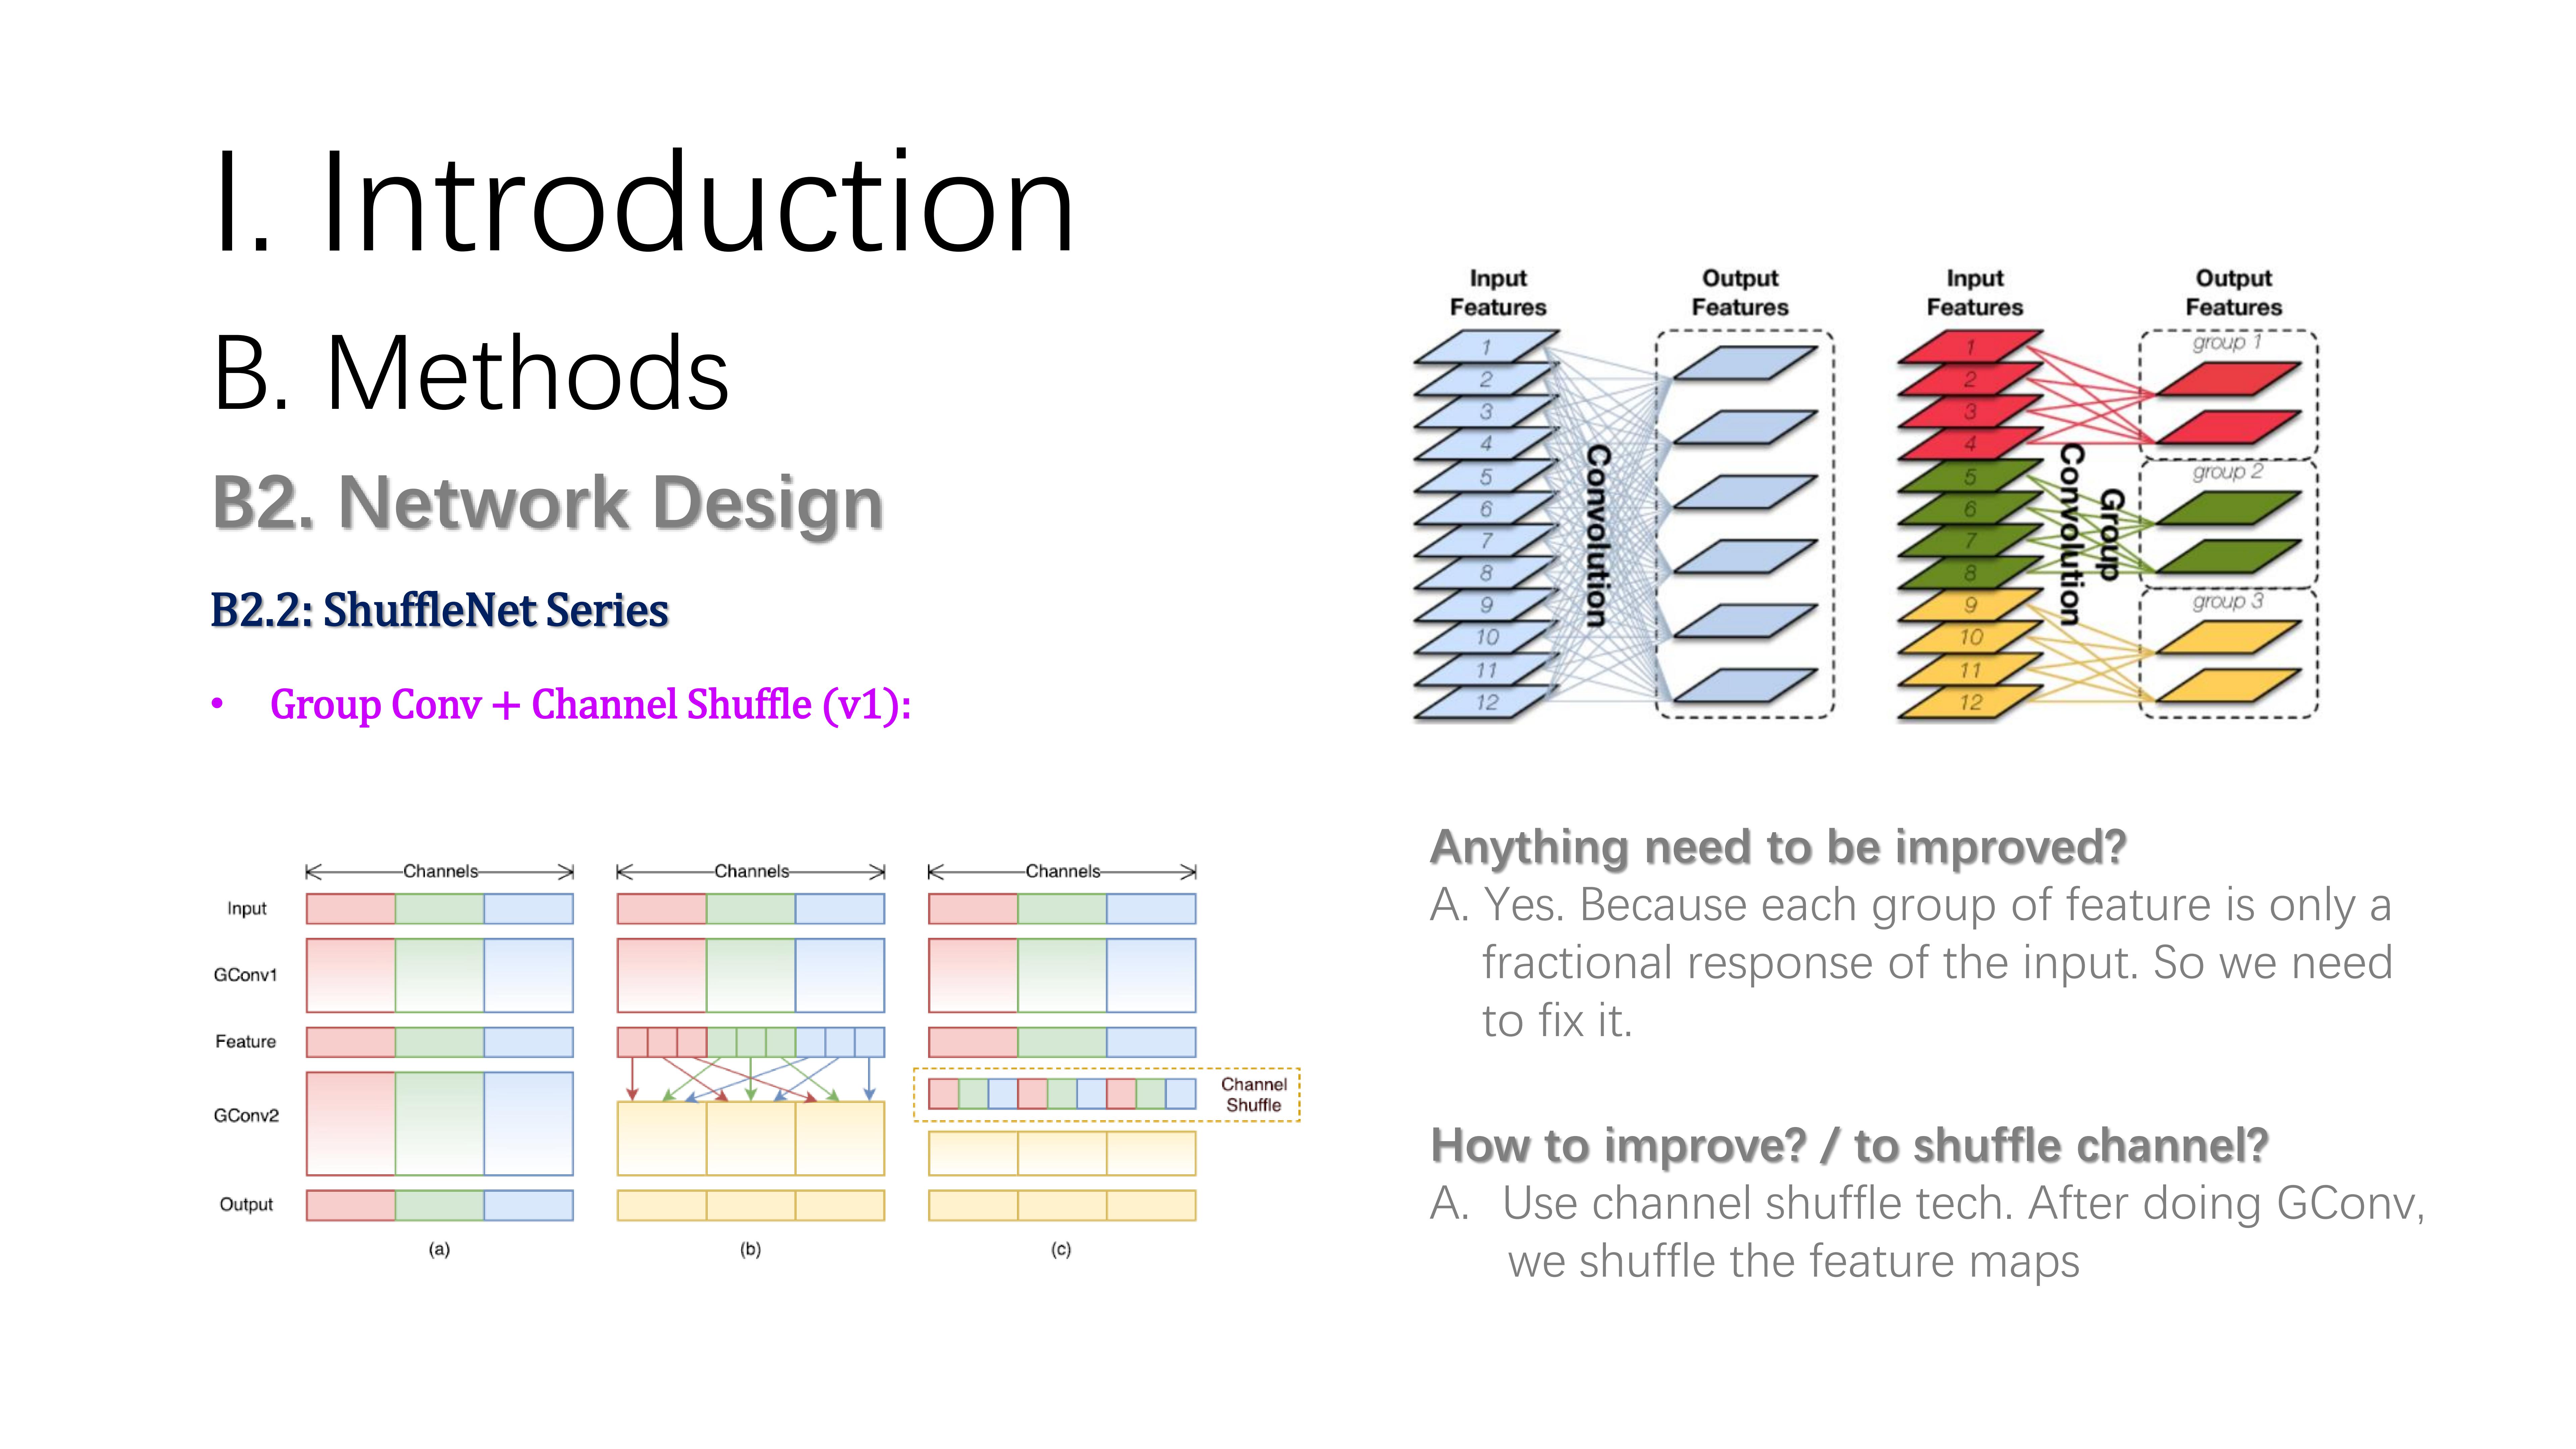 I. Introduction
B. Methods
B2. Network Design
B2.2: ShuffleNet Series
• Group Conv + Channel Shuffle (v1):
Channels
Channels
Channels
Input
GConv1
Feature
GConv2
Output
Channel
Shuffle
(a)
(b)
(c)
Input
Features
Output
Features
Input
Features
Output
Features
1
2
3
4
5
6
7
8
9
10
11
12
Convolution
1
2
3
4
5
6
7
8
9
10
11
12
Group
Convolution
group 1
group 2
group 3
Anything need to be improved?
A. Yes. Because each group of feature is only a
fractional response of the input. So we need
to fix it.
How to improve? / to shuffle channel?
A. Use channel shuffle tech. After doing GConv,
we shuffle the feature maps